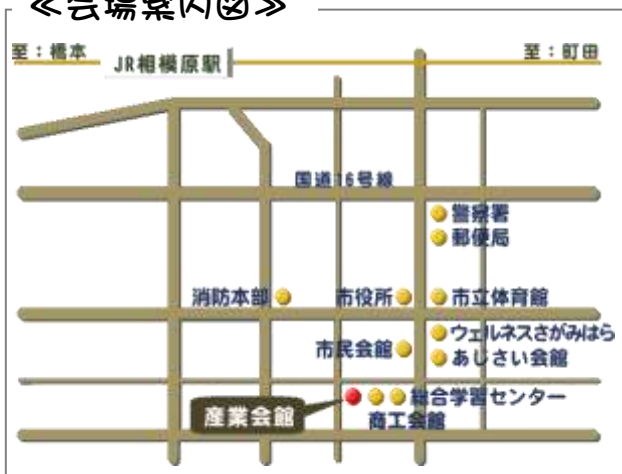 ≪会場案内図≫
至：橋本
JR相模原駅
至：町田
国道16号線
警察署
郵便局
消防本部
市役所
市立体育館
市民会館
ウェルネスさがみはら
あじさい会館
産業会館
総合学習センター
商工会館